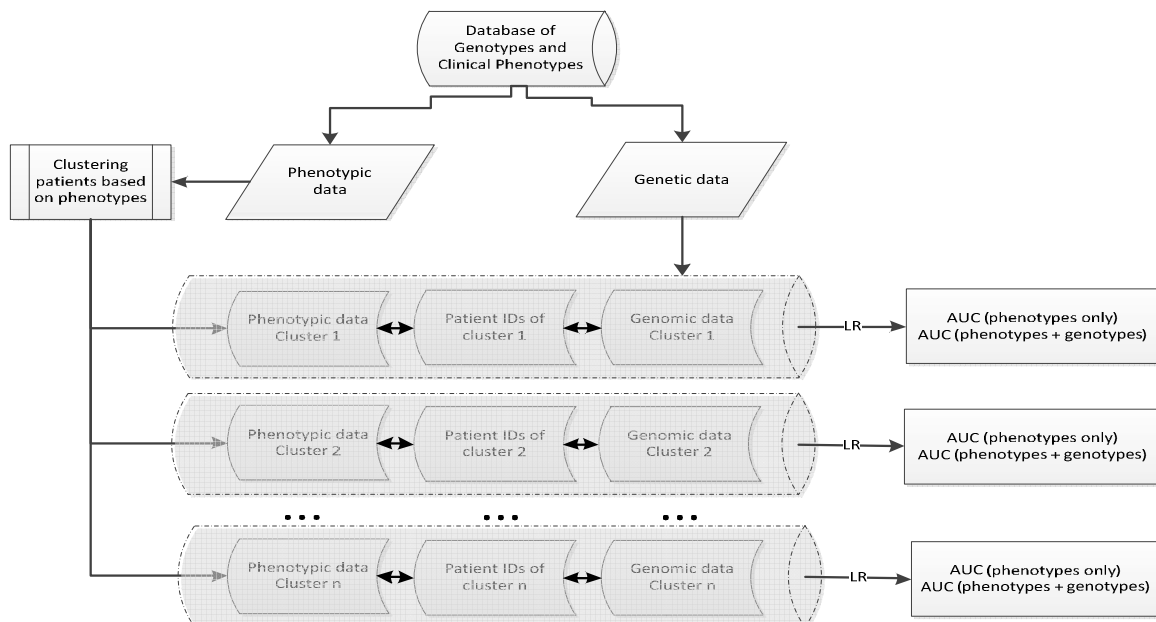 Database of
Genotypes and
Clinical Phenotypes
Clustering
patients based
on phenotypes
Phenotypic
data
Genetic data
Phenotypic data
Cluster 1
Patient IDs of
cluster 1
Genomic data
Cluster 1
LR
AUC (phenotypes only)
AUC (phenotypes + genotypes)
Phenotypic data
Cluster 2
Patient IDs of
cluster 2
Genomic data
Cluster 2
LR
AUC (phenotypes only)
AUC (phenotypes + genotypes)
... ... ...
Phenotypic data
Cluster n
Patient IDs of
cluster n
Genomic data
Cluster n
LR
AUC (phenotypes only)
AUC (phenotypes + genotypes)